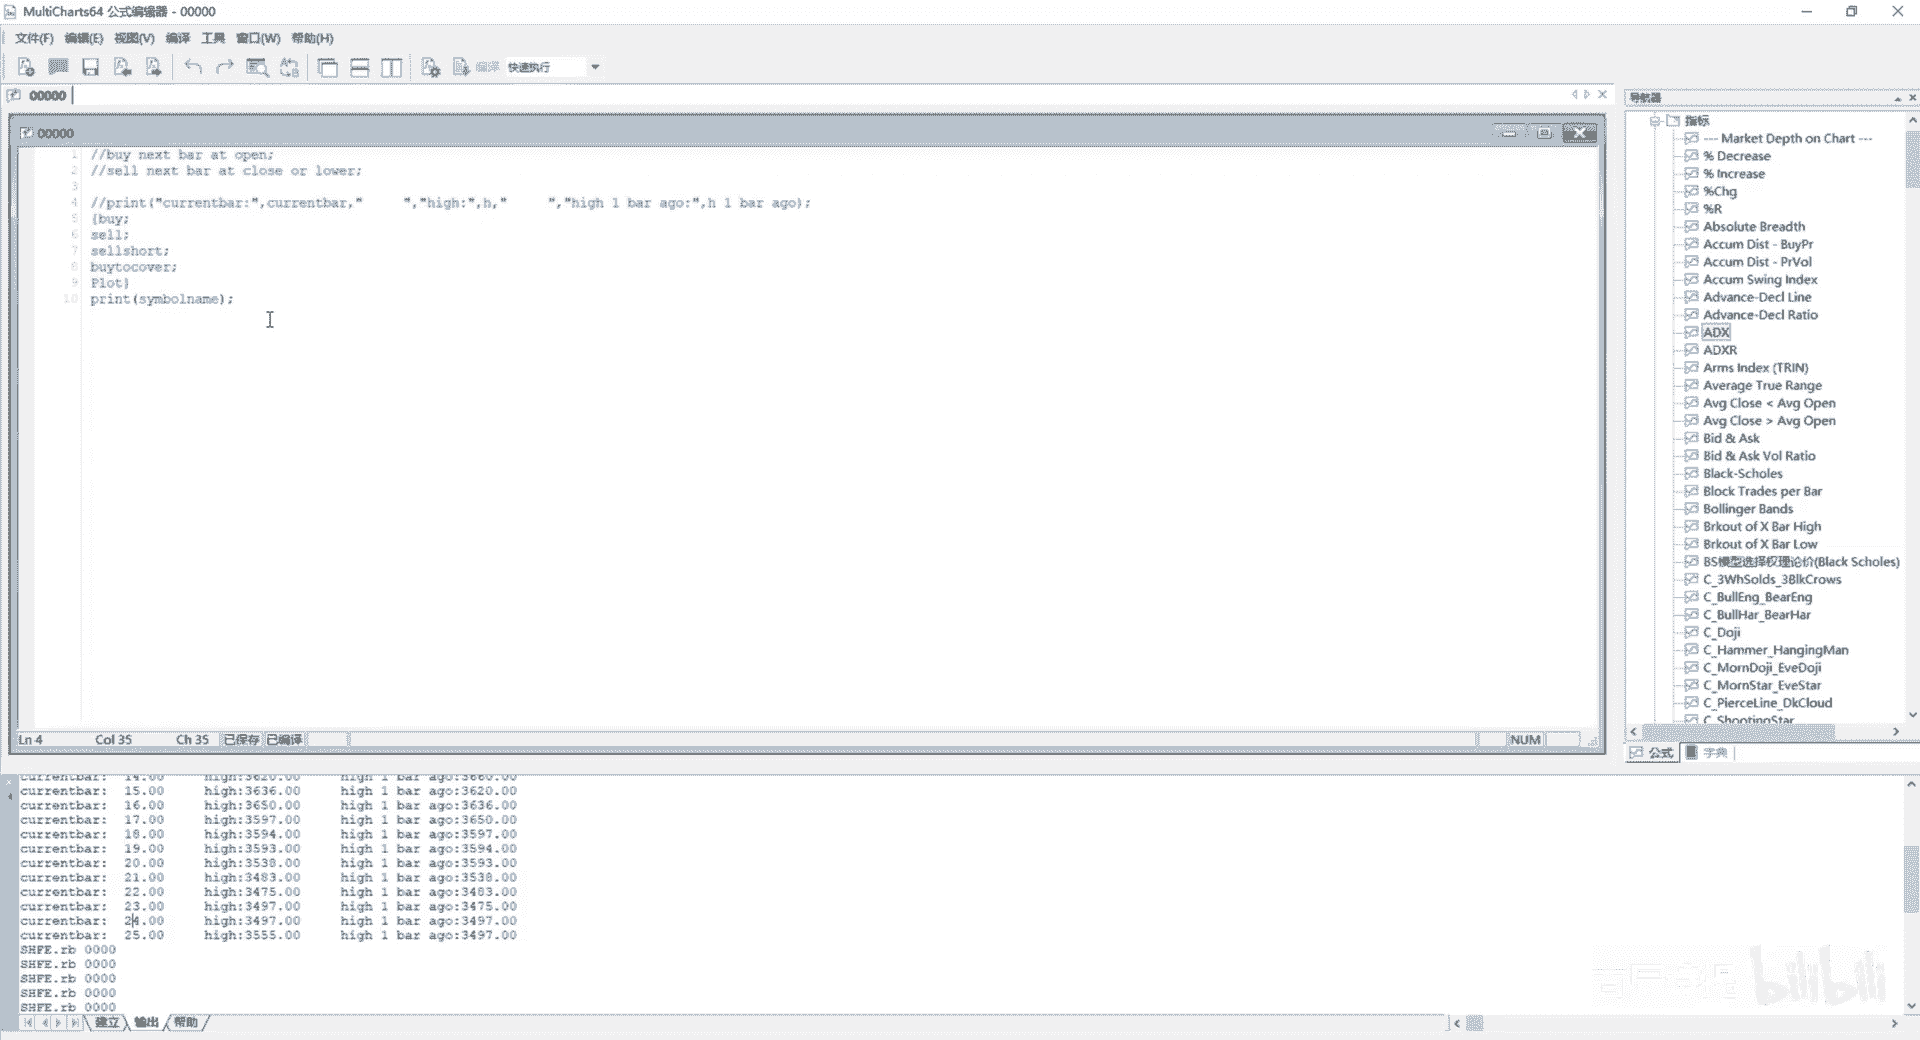 MultiCharts64 公式编辑器 - 00000
文件(F) 编辑(E) 视图(V) 编译 工具 窗口(W) 帮助(H)
编译 快速执行
00000
00000
1 //buy next bar at open;
2 //sell next bar at close or lower;
3
4 //print("currentbar:",currentbar,"     ","high:",h,"     ","high 1 bar ago:",h 1 bar ago);
5 {buy;
6 sell;
7 sellshort;
8 buytocover;
9 Plot}
10 print(symbolname);
Ln 4 Col 35 Ch 35 已保存 已编译 NUM
导航器
指标
--- Market Depth on Chart ---
% Decrease
% Increase
%Chg
%R
Absolute Breadth
Accum Dist - BuyPr
Accum Dist - PrVol
Accum Swing Index
Advance-Decl Line
Advance-Decl Ratio
ADX
ADXR
Arms Index (TRIN)
Average True Range
Avg Close < Avg Open
Avg Close > Avg Open
Bid & Ask
Bid & Ask Vol Ratio
Black-Scholes
Block Trades per Bar
Bollinger Bands
Brkout of X Bar High
Brkout of X Bar Low
BS模型选择权理论价(Black Scholes)
C_3WhSolds_3BlkCrows
C_BullEng_BearEng
C_BullHar_BearHar
C_Doji
C_Hammer_HangingMan
C_MornDoji_EveDoji
C_MornStar_EveStar
C_PierceLine_DkCloud
C_ShootingStar
公式 字典
currentbar: 14.00 high:3620.00 high 1 bar ago:3660.00
currentbar: 15.00 high:3636.00 high 1 bar ago:3620.00
currentbar: 16.00 high:3650.00 high 1 bar ago:3636.00
currentbar: 17.00 high:3597.00 high 1 bar ago:3650.00
currentbar: 18.00 high:3594.00 high 1 bar ago:3597.00
currentbar: 19.00 high:3593.00 high 1 bar ago:3594.00
currentbar: 20.00 high:3538.00 high 1 bar ago:3593.00
currentbar: 21.00 high:3483.00 high 1 bar ago:3538.00
currentbar: 22.00 high:3475.00 high 1 bar ago:3483.00
currentbar: 23.00 high:3497.00 high 1 bar ago:3475.00
currentbar: 24.00 high:3497.00 high 1 bar ago:3497.00
currentbar: 25.00 high:3555.00 high 1 bar ago:3497.00
SHFE.rb 0000
SHFE.rb 0000
SHFE.rb 0000
SHFE.rb 0000
SHFE.rb 0000
建立 输出 帮助
bilibili